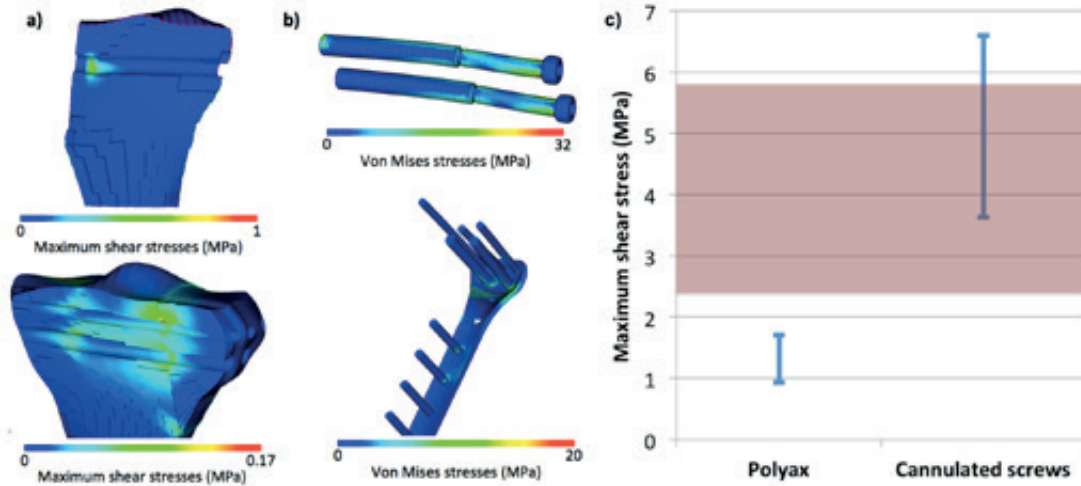 a)
0 1
Maximum shear stresses (MPa)
0 0.17
Maximum shear stresses (MPa)
b)
0 32
Von Mises stresses (MPa)
0 20
Von Mises stresses (MPa)
c)
Maximum shear stress (MPa)
7
6
5
4
3
2
1
0
Polyax Cannulated screws